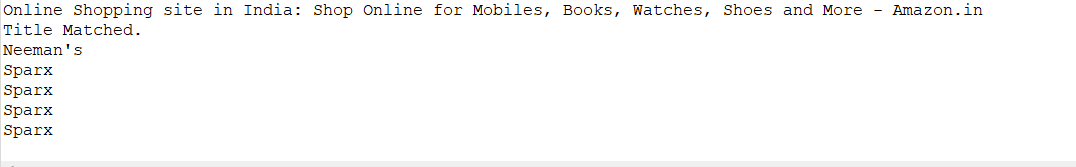 Online Shopping site in India: Shop Online for Mobiles, Books, Watches, Shoes and More - Amazon.in
Title Matched.
Neeman's
Sparx
Sparx
Sparx
Sparx